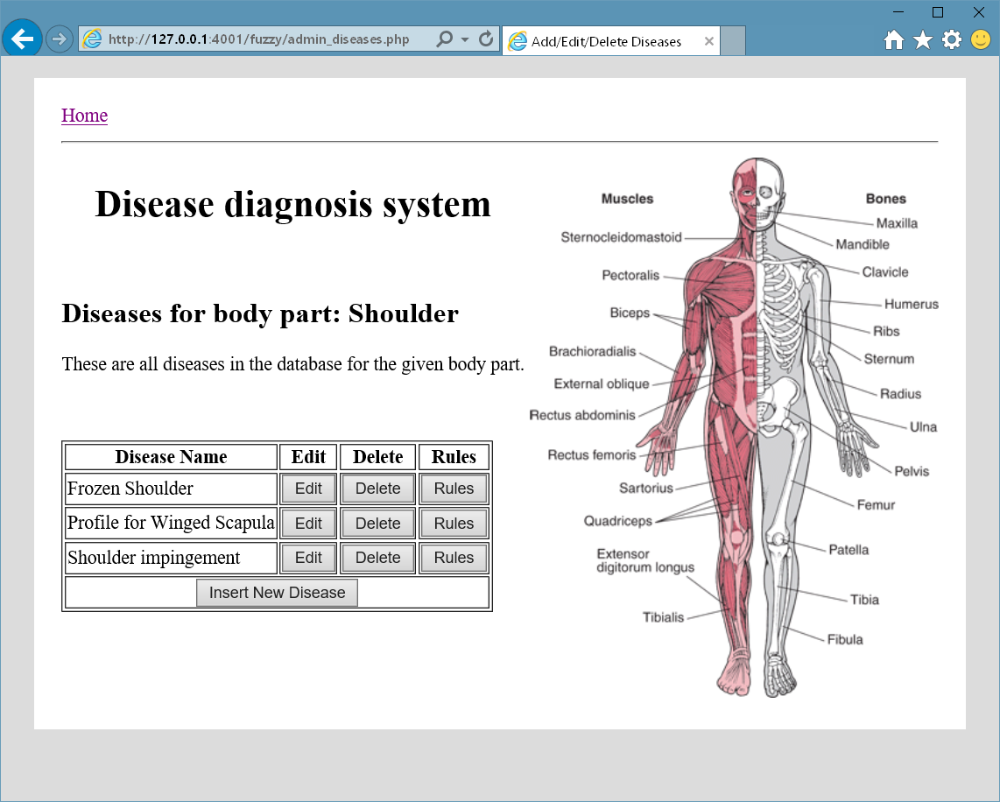 http://127.0.0.1:4001/fuzzy/admin_diseases.php
Add/Edit/Delete Diseases
Home
Disease diagnosis system
Diseases for body part: Shoulder
These are all diseases in the database for the given body part.
Disease Name Edit Delete Rules
Frozen Shoulder Edit Delete Rules
Profile for Winged Scapula Edit Delete Rules
Shoulder impingement Edit Delete Rules
Insert New Disease
Muscles
Sternocleidomastoid
Pectoralis
Biceps
Brachioradialis
External oblique
Rectus abdominis
Rectus femoris
Sartorius
Quadriceps
Extensor
digitorum longus
Tibialis
Bones
Maxilla
Mandible
Clavicle
Humerus
Ribs
Sternum
Radius
Ulna
Pelvis
Femur
Patella
Tibia
Fibula